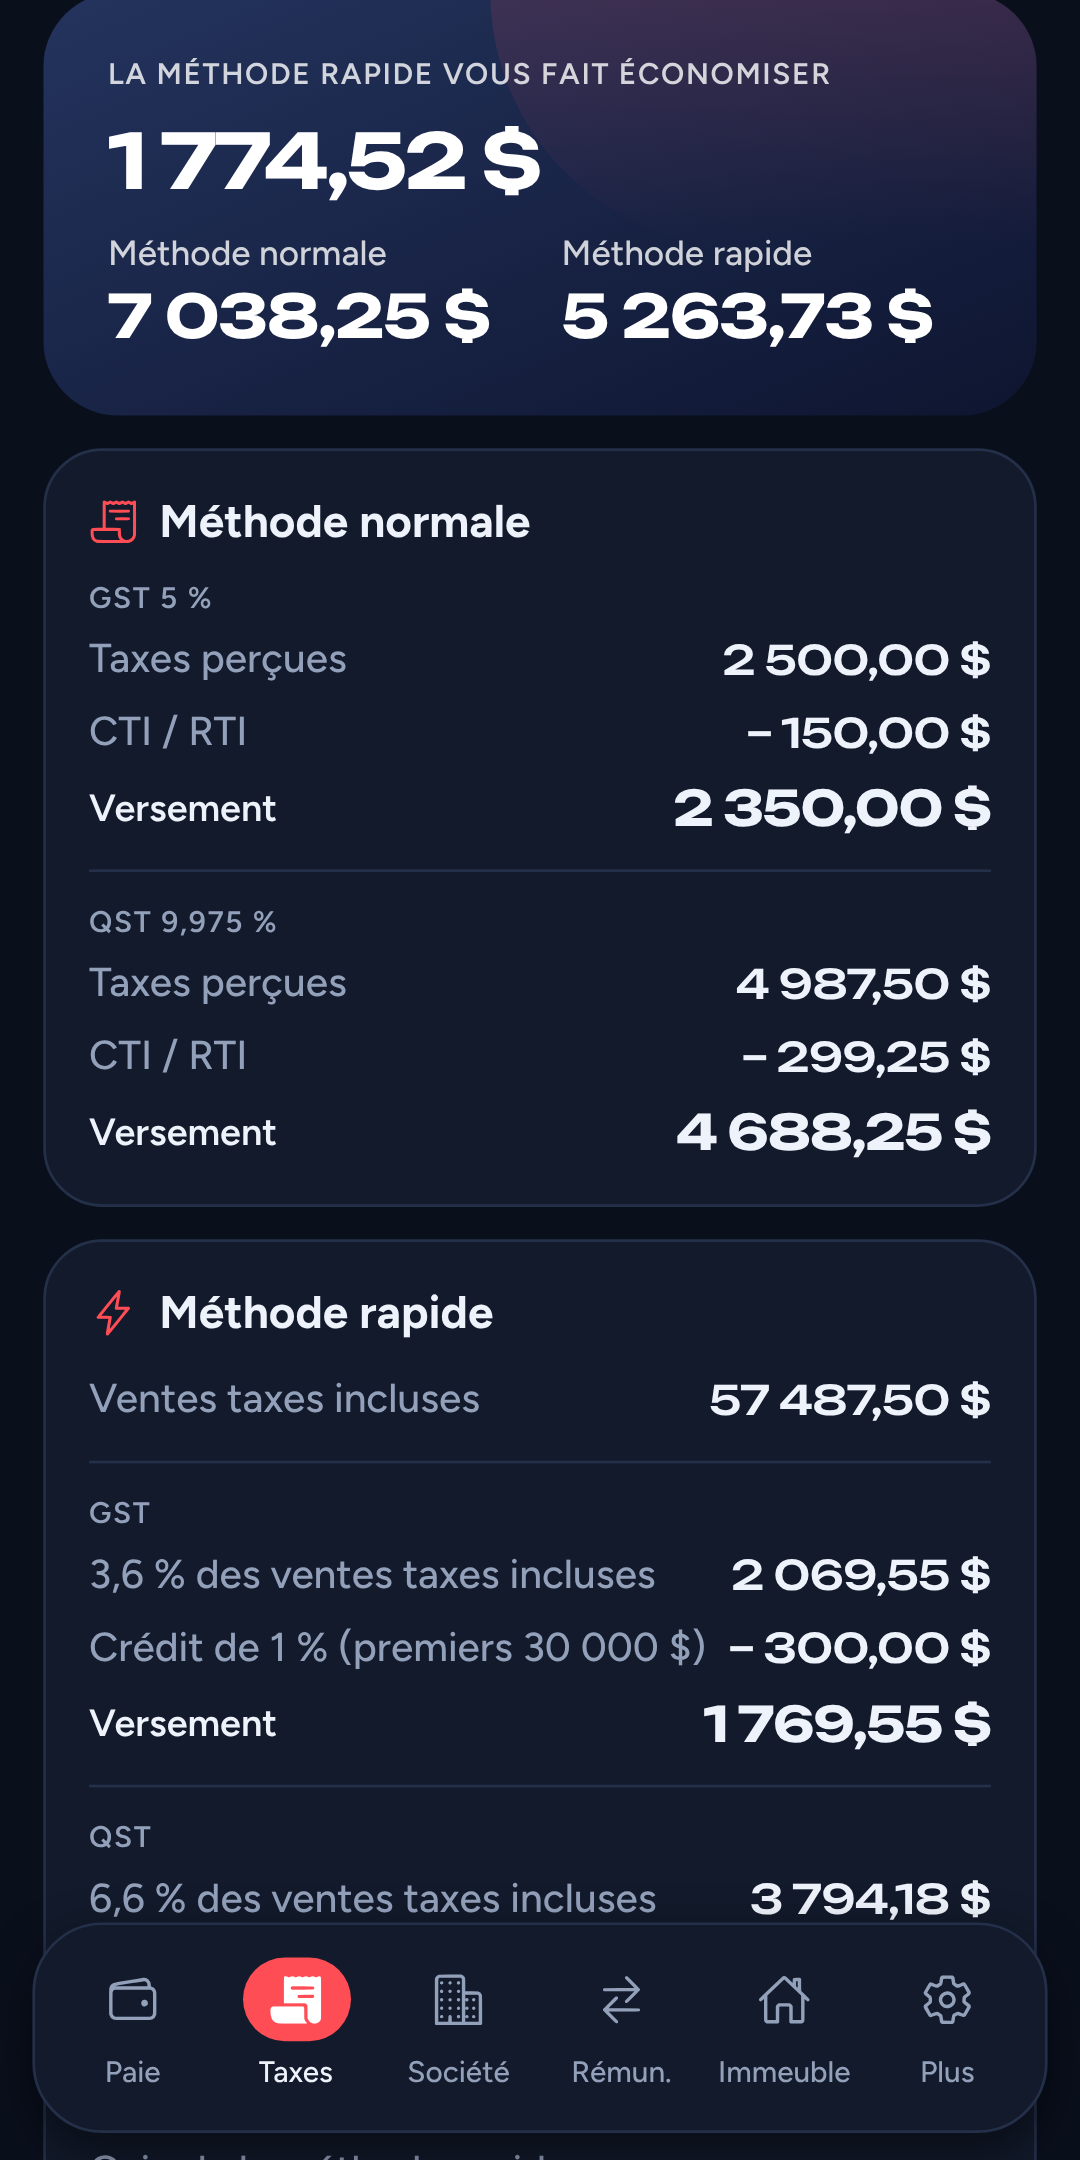 LA MÉTHODE RAPIDE VOUS FAIT ÉCONOMISER
1 774,52 $
Méthode normale Méthode rapide
7 038,25 $ 5 263,73 $
Méthode normale
GST 5 %
Taxes perçues 2 500,00 $
CTI / RTI – 150,00 $
Versement 2 350,00 $
QST 9,975 %
Taxes perçues 4 987,50 $
CTI / RTI – 299,25 $
Versement 4 688,25 $
Méthode rapide
Ventes taxes incluses 57 487,50 $
GST
3,6 % des ventes taxes incluses 2 069,55 $
Crédit de 1 % (premiers 30 000 $) – 300,00 $
Versement 1 769,55 $
QST
6,6 % des ventes taxes incluses 3 794,18 $
Paie Taxes Société Rémun. Immeuble Plus